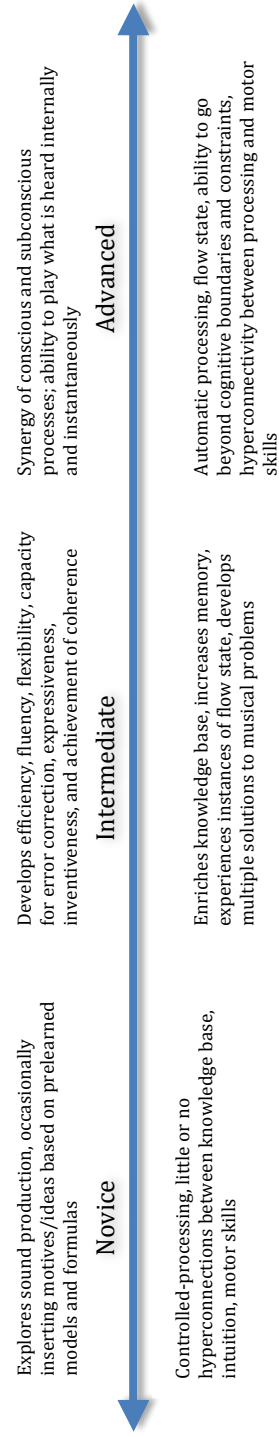 Explores sound production, occasionally
inserting motives/ideas based on prelearned
models and formulas
Develops efficiency, fluency, flexibility, capacity
for error correction, expressiveness,
inventiveness, and achievement of coherence
Synergy of conscious and subconscious
processes; ability to play what is heard internally
and instantaneously
Novice
Intermediate
Advanced
Controlled-processing, little or no
hyperconnections between knowledge base,
intuition, motor skills
Enriches knowledge base, increases memory,
experiences instances of flow state, develops
multiple solutions to musical problems
Automatic processing, flow state, ability to go
beyond cognitive boundaries and constraints,
hyperconnectivity between processing and motor
skills